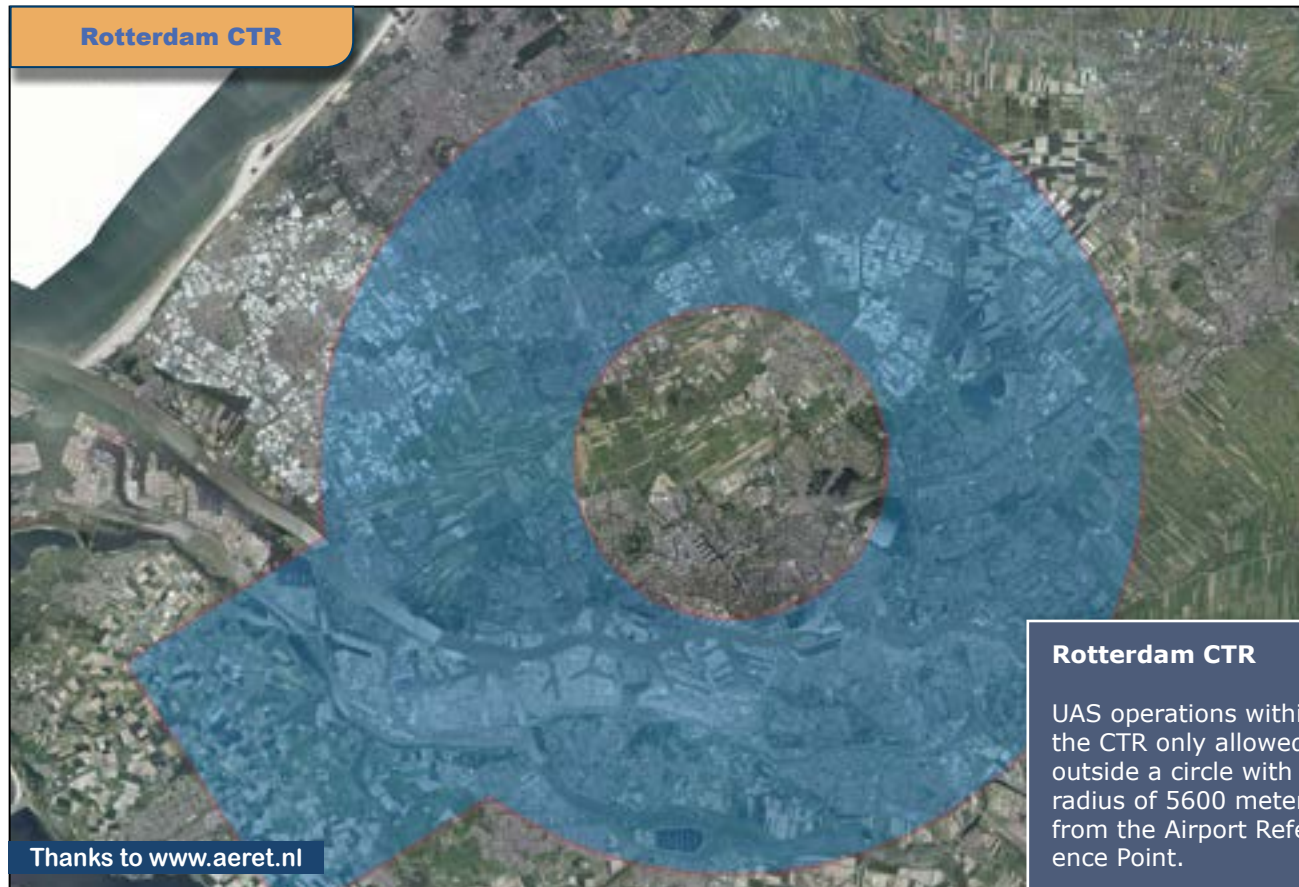 Rotterdam CTR
Rotterdam CTR
UAS operations withi
the CTR only allowed
outside a circle with
radius of 5600 meter
from the Airport Refe
ence Point.
Thanks to www.aeret.nl